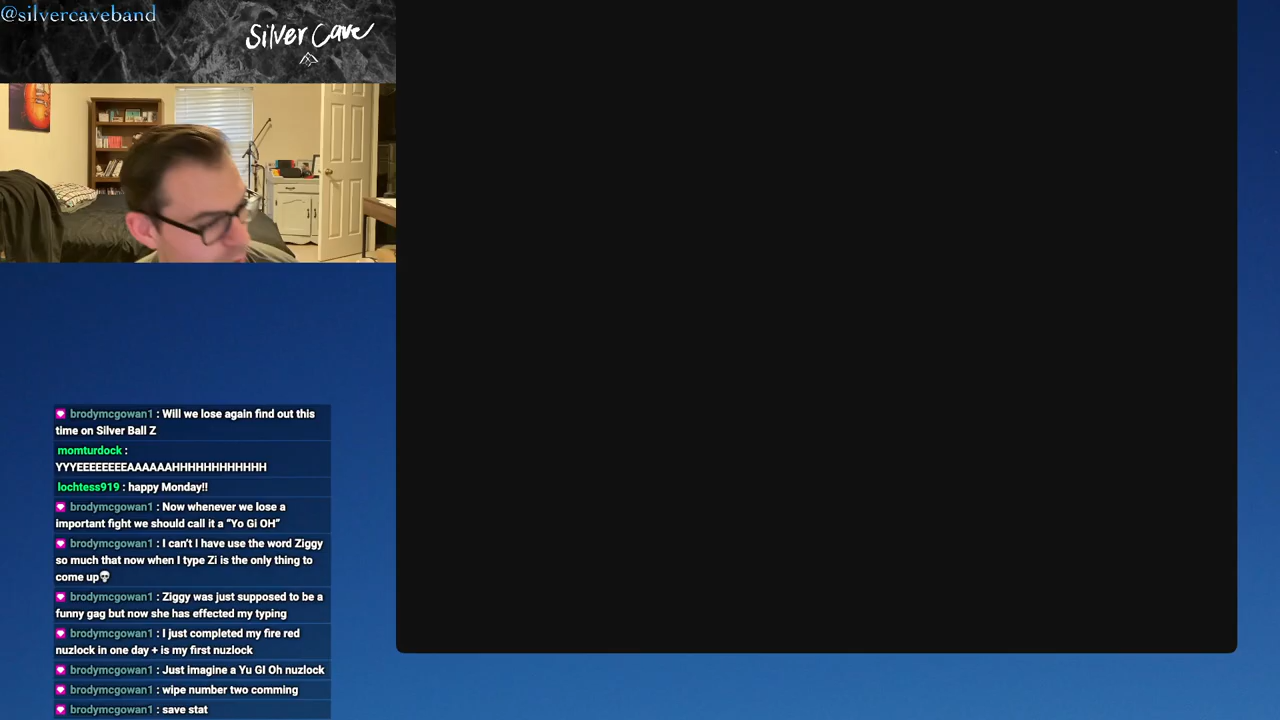 @silvercaveband
Silver Cave
brodymcgowan1 : Will we lose again find out this
time on Silver Ball Z
momturdock :
YYYEEEEEEEEAAAAAAHHHHHHHHHHHH
lochtess919 : happy Monday!!
brodymcgowan1 : Now whenever we lose a
important fight we should call it a “Yo Gi OH”
brodymcgowan1 : I can’t I have use the word Ziggy
so much that now when I type Zi is the only thing to
come up💀
brodymcgowan1 : Ziggy was just supposed to be a
funny gag but now she has effected my typing
brodymcgowan1 : I just completed my fire red
nuzlock in one day + is my first nuzlock
brodymcgowan1 : Just imagine a Yu GI Oh nuzlock
brodymcgowan1 : wipe number two comming
brodymcgowan1 : save stat